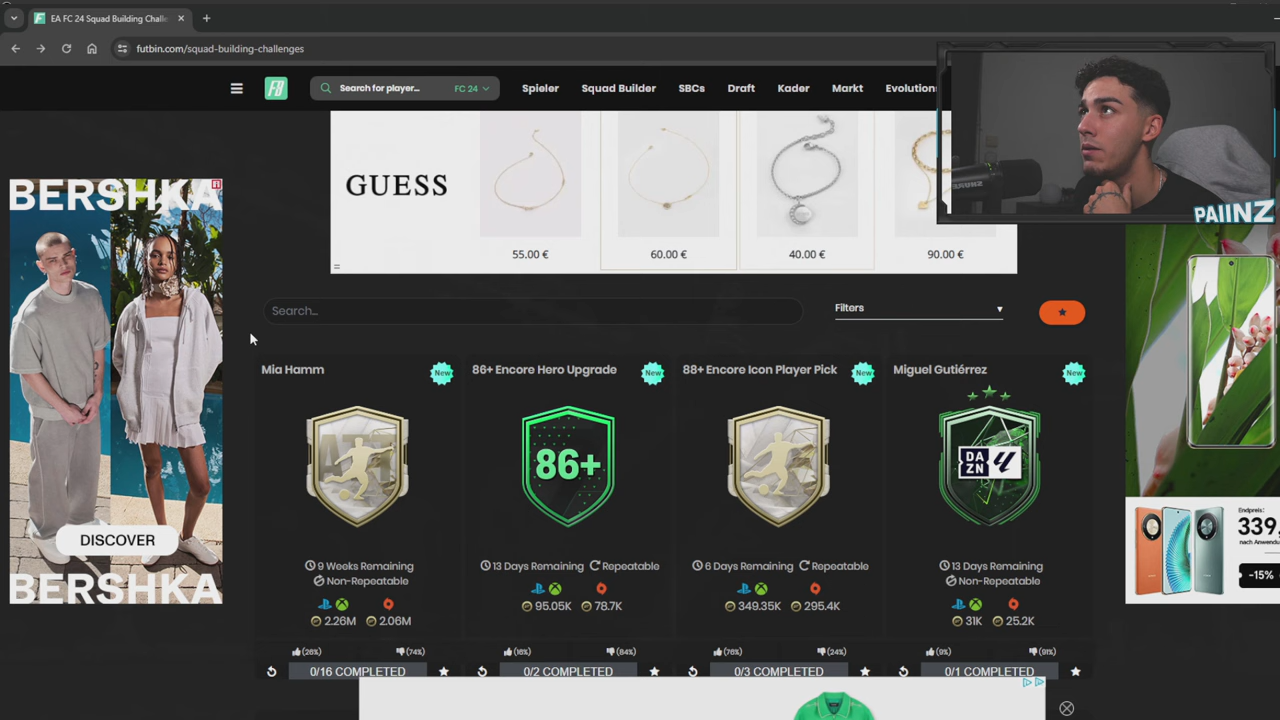 EA FC 24 Squad Building Challe
futbin.com/squad-building-challenges
FB
Search for player...
FC 24
Spieler
Squad Builder
SBCs
Draft
Kader
Markt
Evolution
PAIINZ
GUESS
55.00 €
60.00 €
40.00 €
90.00 €
BERSHKA
DISCOVER
BERSHKA
Search...
Filters
Mia Hamm
New
86+ Encore Hero Upgrade
New
88+ Encore Icon Player Pick
New
Miguel Gutiérrez
New
ATT
86+
DA
ZN
4
9 Weeks Remaining
Non-Repeatable
2.26M
2.06M
13 Days Remaining
Repeatable
95.05K
78.7K
6 Days Remaining
Repeatable
349.35K
295.4K
13 Days Remaining
Non-Repeatable
31K
25.2K
(26%)
(74%)
(16%)
(84%)
(76%)
(24%)
(9%)
(91%)
0/16 COMPLETED
0/2 COMPLETED
0/3 COMPLETED
0/1 COMPLETED
Endpreis:
339,
nach Anwendu
-15%